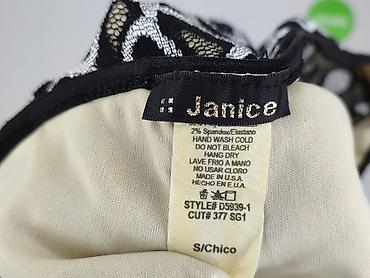 Janice
2% Spandex/Elastano
HAND WASH COLD
DO NOT BLEACH
HANG DRY
LAVE FRIO A MANO
NO USAR CLORO
MADE IN U.S.A.
HECHO EN E.U.A.
STYLE# D5939-1
CUT# 377 SG1
S/Chico